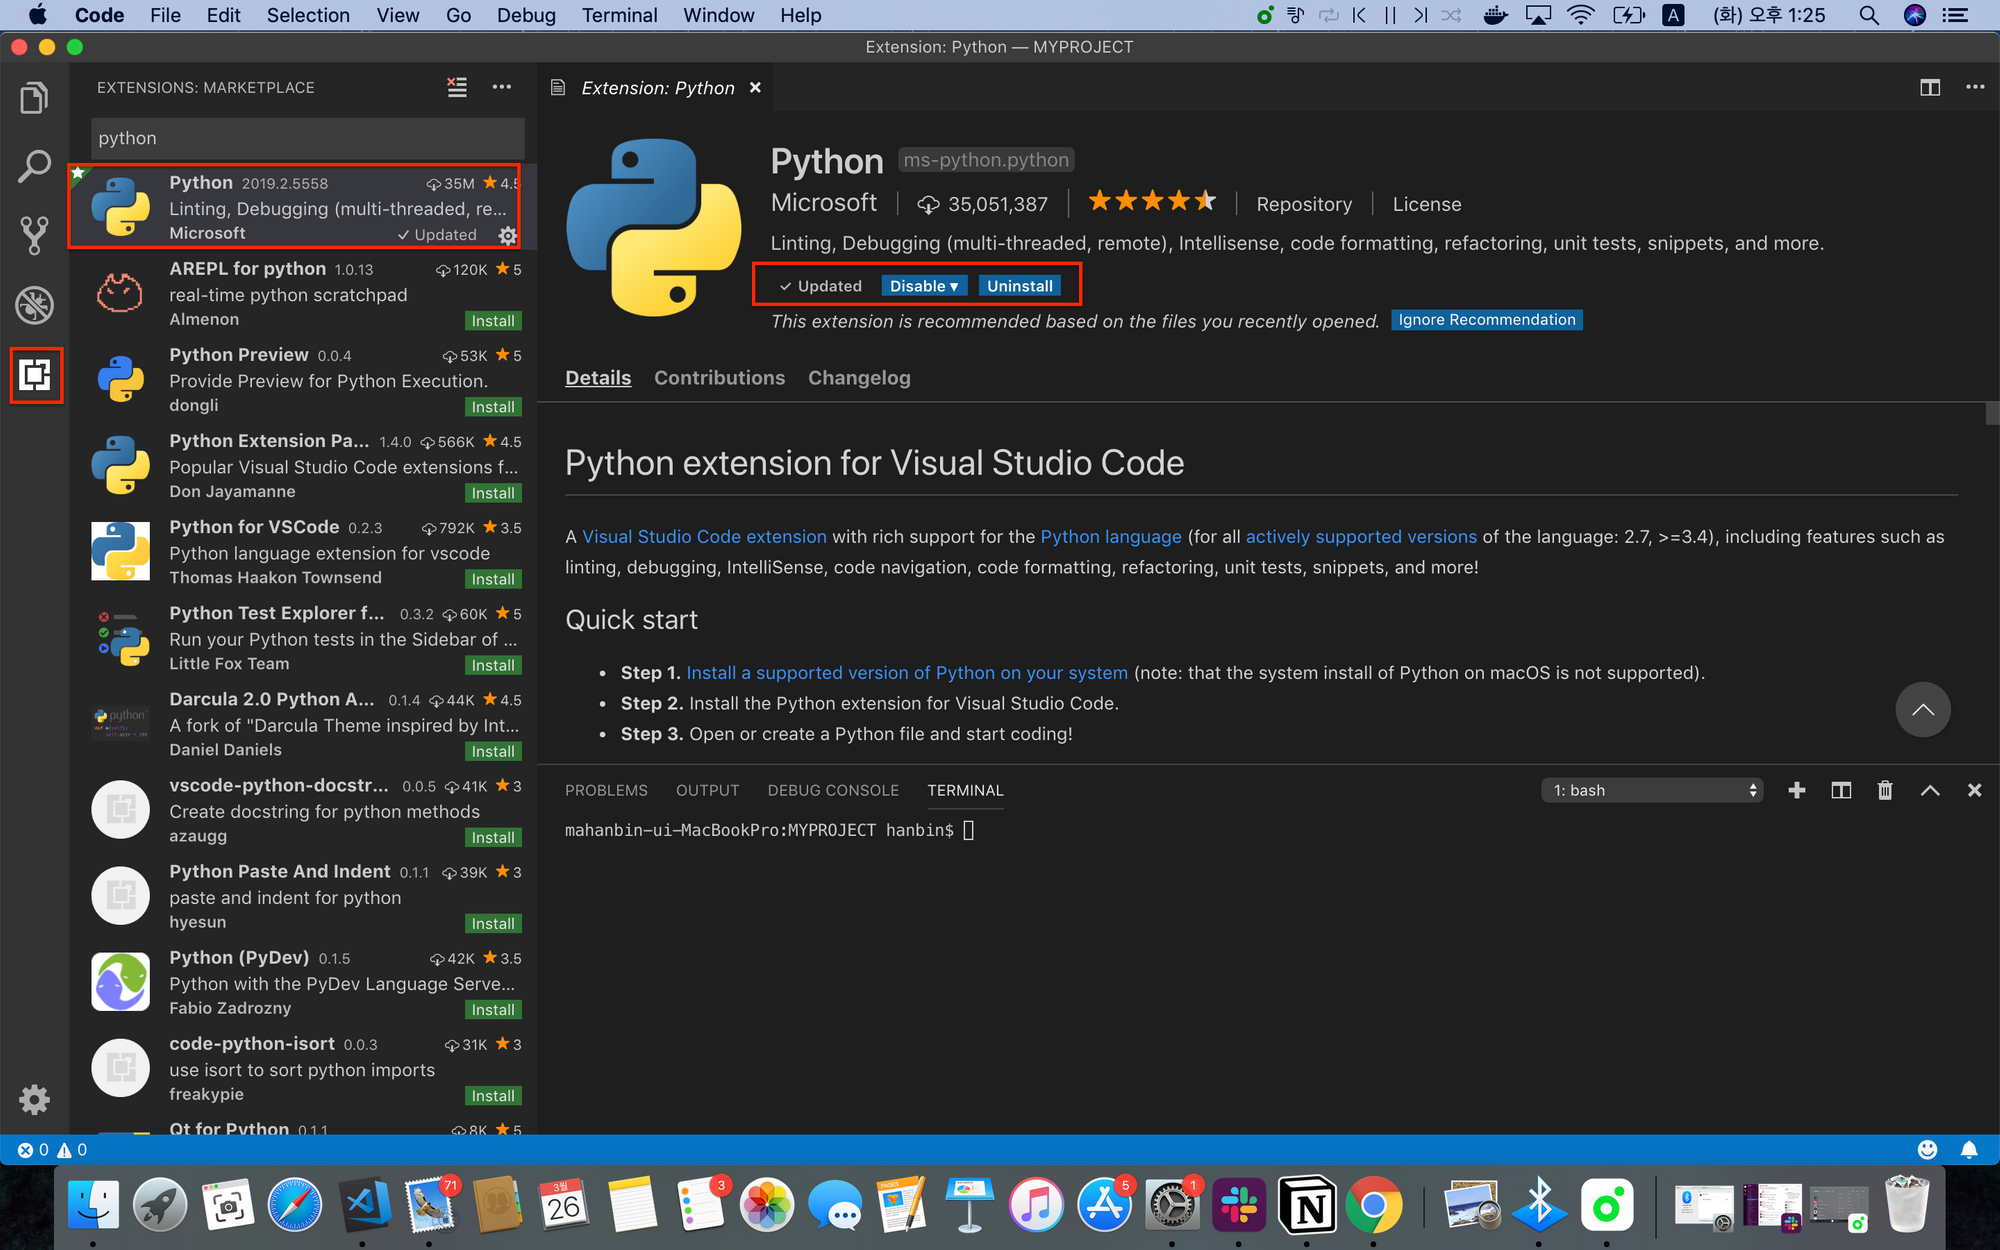 Code File Edit Selection View Go Debug Terminal Window Help
A (화) 오후 1:25
Extension: Python — MYPROJECT
EXTENSIONS: MARKETPLACE
python
Python 2019.2.5558 35M 4.5
Linting, Debugging (multi-threaded, re...
Microsoft ✓ Updated
AREPL for python 1.0.13 120K 5
real-time python scratchpad
Almenon Install
Python Preview 0.0.4 53K 5
Provide Preview for Python Execution.
dongli Install
Python Extension Pa... 1.4.0 566K 4.5
Popular Visual Studio Code extensions f...
Don Jayamanne Install
Python for VSCode 0.2.3 792K 3.5
Python language extension for vscode
Thomas Haakon Townsend Install
Python Test Explorer f... 0.3.2 60K 5
Run your Python tests in the Sidebar of ...
Little Fox Team Install
Darcula 2.0 Python A... 0.1.4 44K 4.5
python
A fork of "Darcula Theme inspired by Int...
Daniel Daniels Install
vscode-python-docstr... 0.0.5 41K 3
Create docstring for python methods
azaugg Install
Python Paste And Indent 0.1.1 39K 3
paste and indent for python
hyesun Install
Python (PyDev) 0.1.5 42K 3.5
Python with the PyDev Language Serve...
Fabio Zadrozny Install
code-python-isort 0.0.3 31K 3
use isort to sort python imports
freakypie Install
Qt for Python 0.1.1 8K 5
Extension: Python
Python ms-python.python
Microsoft 35,051,387 Repository License
Linting, Debugging (multi-threaded, remote), Intellisense, code formatting, refactoring, unit tests, snippets, and more.
✓ Updated Disable ▾ Uninstall
This extension is recommended based on the files you recently opened. Ignore Recommendation
Details Contributions Changelog
Python extension for Visual Studio Code
A Visual Studio Code extension with rich support for the Python language (for all actively supported versions of the language: 2.7, >=3.4), including features such as
linting, debugging, IntelliSense, code navigation, code formatting, refactoring, unit tests, snippets, and more!
Quick start
• Step 1. Install a supported version of Python on your system (note: that the system install of Python on macOS is not supported).
• Step 2. Install the Python extension for Visual Studio Code.
• Step 3. Open or create a Python file and start coding!
PROBLEMS OUTPUT DEBUG CONSOLE TERMINAL 1: bash
mahanbin-ui-MacBookPro:MYPROJECT hanbin$
0 0
71 3월 26 3 PAGES 5 1 N